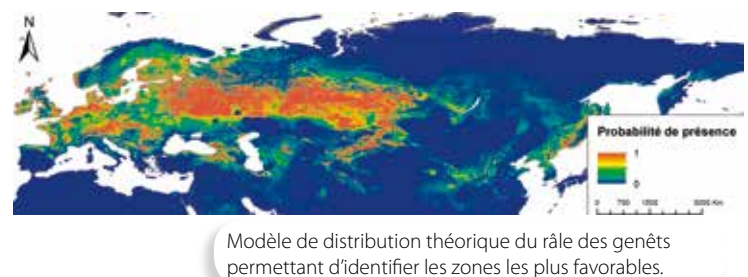 N
Probabilité de présence
1
0
0 750 1500 3000 Km
Modèle de distribution théorique du râle des genêts
permettant d'identifier les zones les plus favorables.